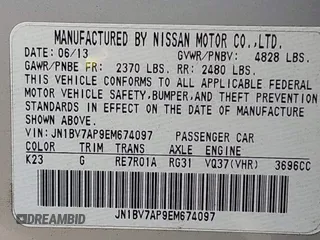 MANUFACTURED BY NISSAN MOTOR CO.,LTD.
DATE: 06/13 GVWR/PNBV: 4828 LBS.
GAWR/PNBE FR: 2370 LBS. RR: 2480 LBS.
THIS VEHICLE CONFORMS TO ALL APPLICABLE FEDERAL
MOTOR VEHICLE SAFETY,BUMPER,AND THEFT PREVENTION
STANDARDS IN EFFECT ON THE DATE OF MANUFACTURE
SHOWN ABOVE.
VIN:JN1BV7AP9EM674097 PASSENGER CAR
COLOR TRIM TRANS AXLE ENGINE
K23 G RE7R01A RG31 VQ37(VHR) 3696CC
JN1BV7AP9EM674097
DREAMBID